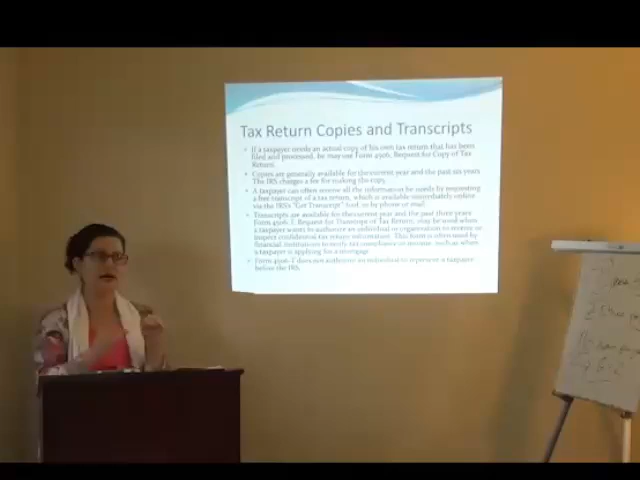 Tax Return Copies and Transcripts
• If a taxpayer needs an actual copy of his own tax return that has been
filed and processed, he may use Form 4506, Request for Copy of Tax
Return.
• Copies are generally available for the current year and the past six years.
The IRS charges a fee for making the copy.
• A taxpayer can often receive all the information he needs by requesting
a free transcript of a tax return, which is available immediately online
via the IRS's "Get Transcript" tool, or by phone or mail.
• Transcripts are available for the current year and the past three years.
Form 4506-T, Request for Transcript of Tax Return, may be used when
a taxpayer wants to authorize an individual or organization to receive or
inspect confidential tax return information. This form is often used by
financial institutions to verify tax compliance or income, such as when
a taxpayer is applying for a mortgage.
• Form 4506-T does not authorize an individual to represent a taxpayer
before the IRS.